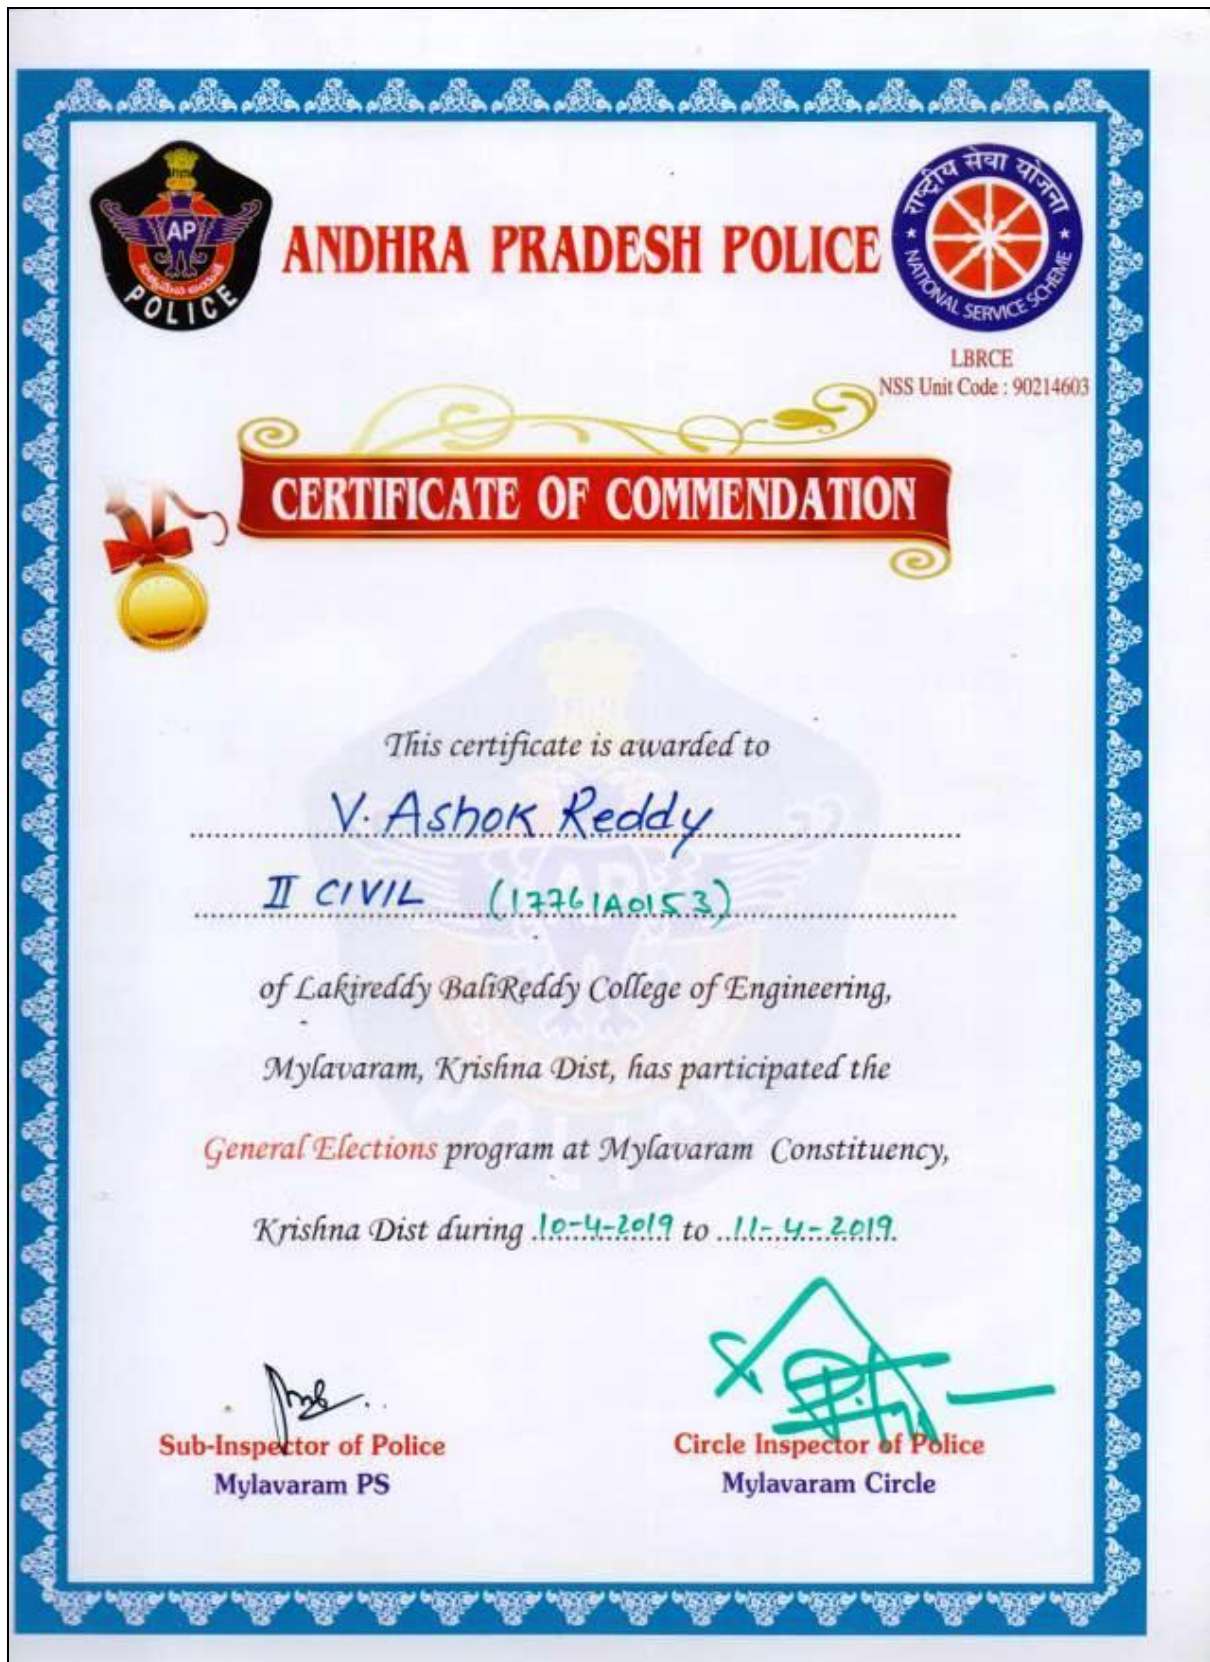 ANDHRA PRADESH POLICE
AP
POLICE
राष्ट्रीय सेवा योजना
NATIONAL SERVICE SCHEME
LBRCE
NSS Unit Code : 90214603
CERTIFICATE OF COMMENDATION
This certificate is awarded to
V. Ashok Reddy
II CIVIL (17761A0153)
of Lakireddy BaliReddy College of Engineering,
Mylavaram, Krishna Dist, has participated the
General Elections program at Mylavaram Constituency,
Krishna Dist during 10-4-2019 to 11-4-2019.
Sub-Inspector of Police
Mylavaram PS
Circle Inspector of Police
Mylavaram Circle